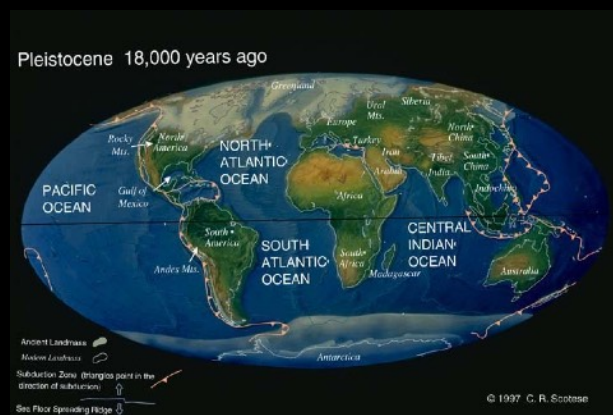 Pleistocene 18,000 years ago
Greenland
Ural
Mts.
Siberia
Rocky
Mts.
North
America
NORTH
ATLANTIC
OCEAN
Europe
Turkey
Iran
Arabia
Tibet
India
North
China
South
China
Indochina
PACIFIC
OCEAN
Gulf of
Mexico
Africa
South
America
Andex Mts.
SOUTH
ATLANTIC
OCEAN
South
Africa
Madagascar
CENTRAL
INDIAN
OCEAN
Australia
Antarctica
Ancient Landmass
Modern Landmass
Subduction Zone (triangles point in the
direction of subduction)
Sea Floor Spreading Ridge
© 1997 C. R. Scotese